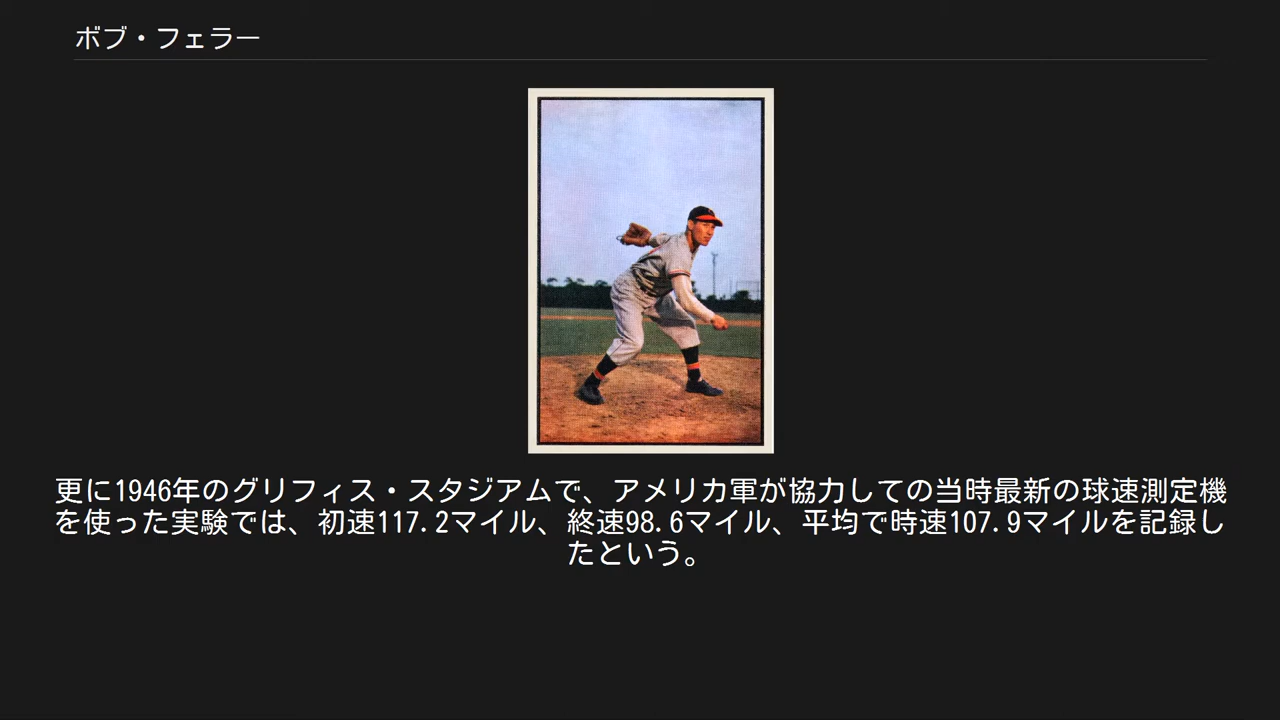 ボブ・フェラー
更に1946年のグリフィス・スタジアムで、アメリカ軍が協力しての当時最新の球速測定機
を使った実験では、初速117.2マイル、終速98.6マイル、平均で時速107.9マイルを記録し
たという。